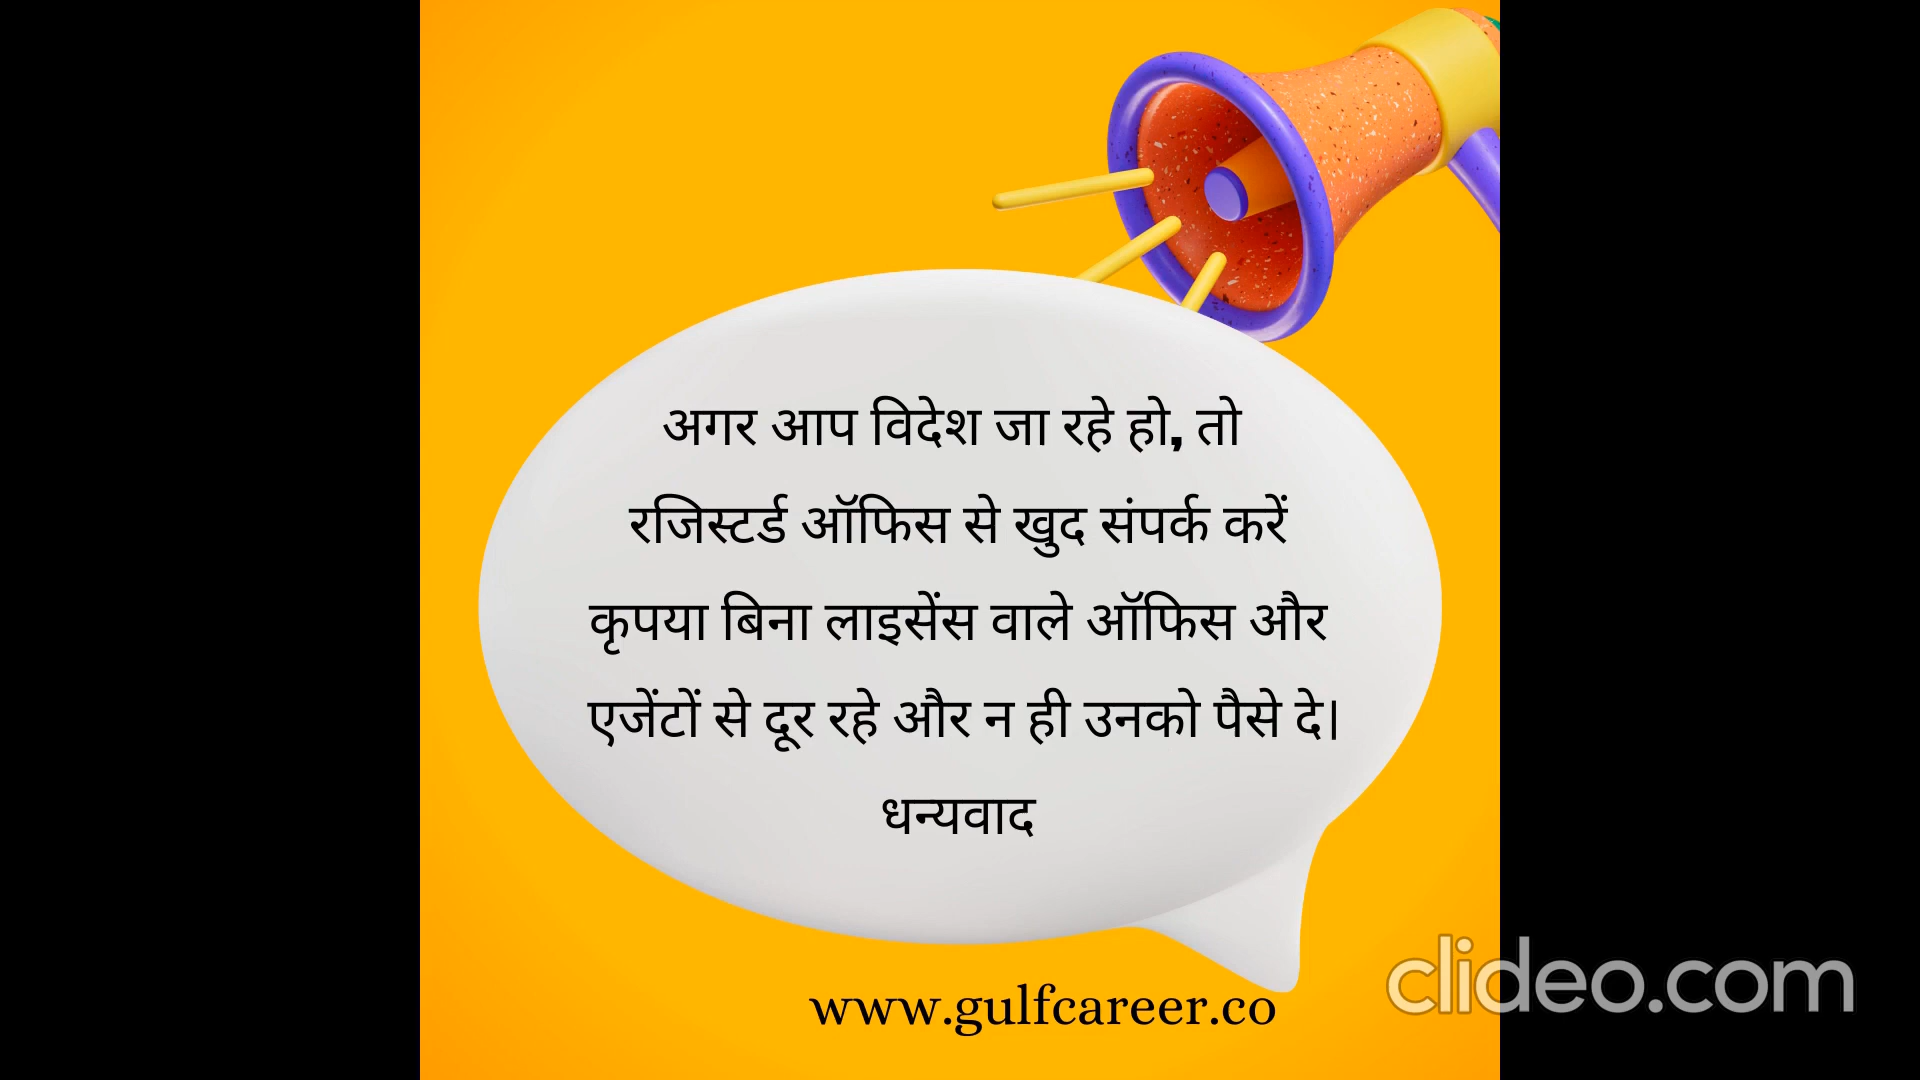 अगर आप विदेश जा रहे हो, तो
रजिस्टर्ड ऑफिस से खुद संपर्क करें
कृपया बिना लाइसेंस वाले ऑफिस और
एजेंटों से दूर रहे और न ही उनको पैसे दे।
धन्यवाद
www.gulfcareer.co
clideo.com